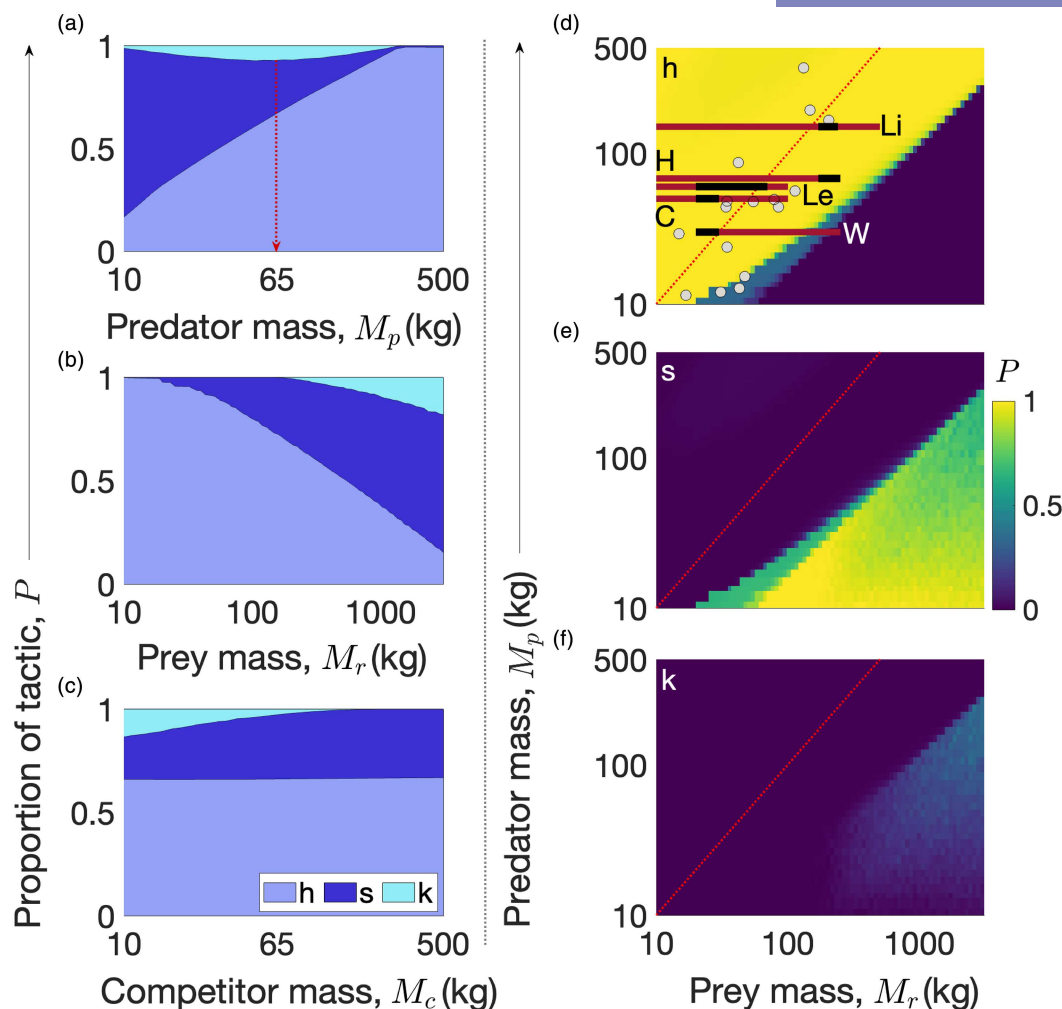 Proportion of tactic, P
(a)
1
0.5
0
10 65 500
Predator mass, M_p (kg)
(b)
1
0.5
0
10 100 1000
Prey mass, M_r (kg)
(c)
1
0.5
0
h s k
10 65 500
Competitor mass, M_c (kg)
Predator mass, M_p (kg)
(d)
500
100
10
h
Li
H
Le
C
W
(e)
500
100
10
s
P
1
0.5
0
(f)
500
100
10
k
10 100 1000
Prey mass, M_r (kg)